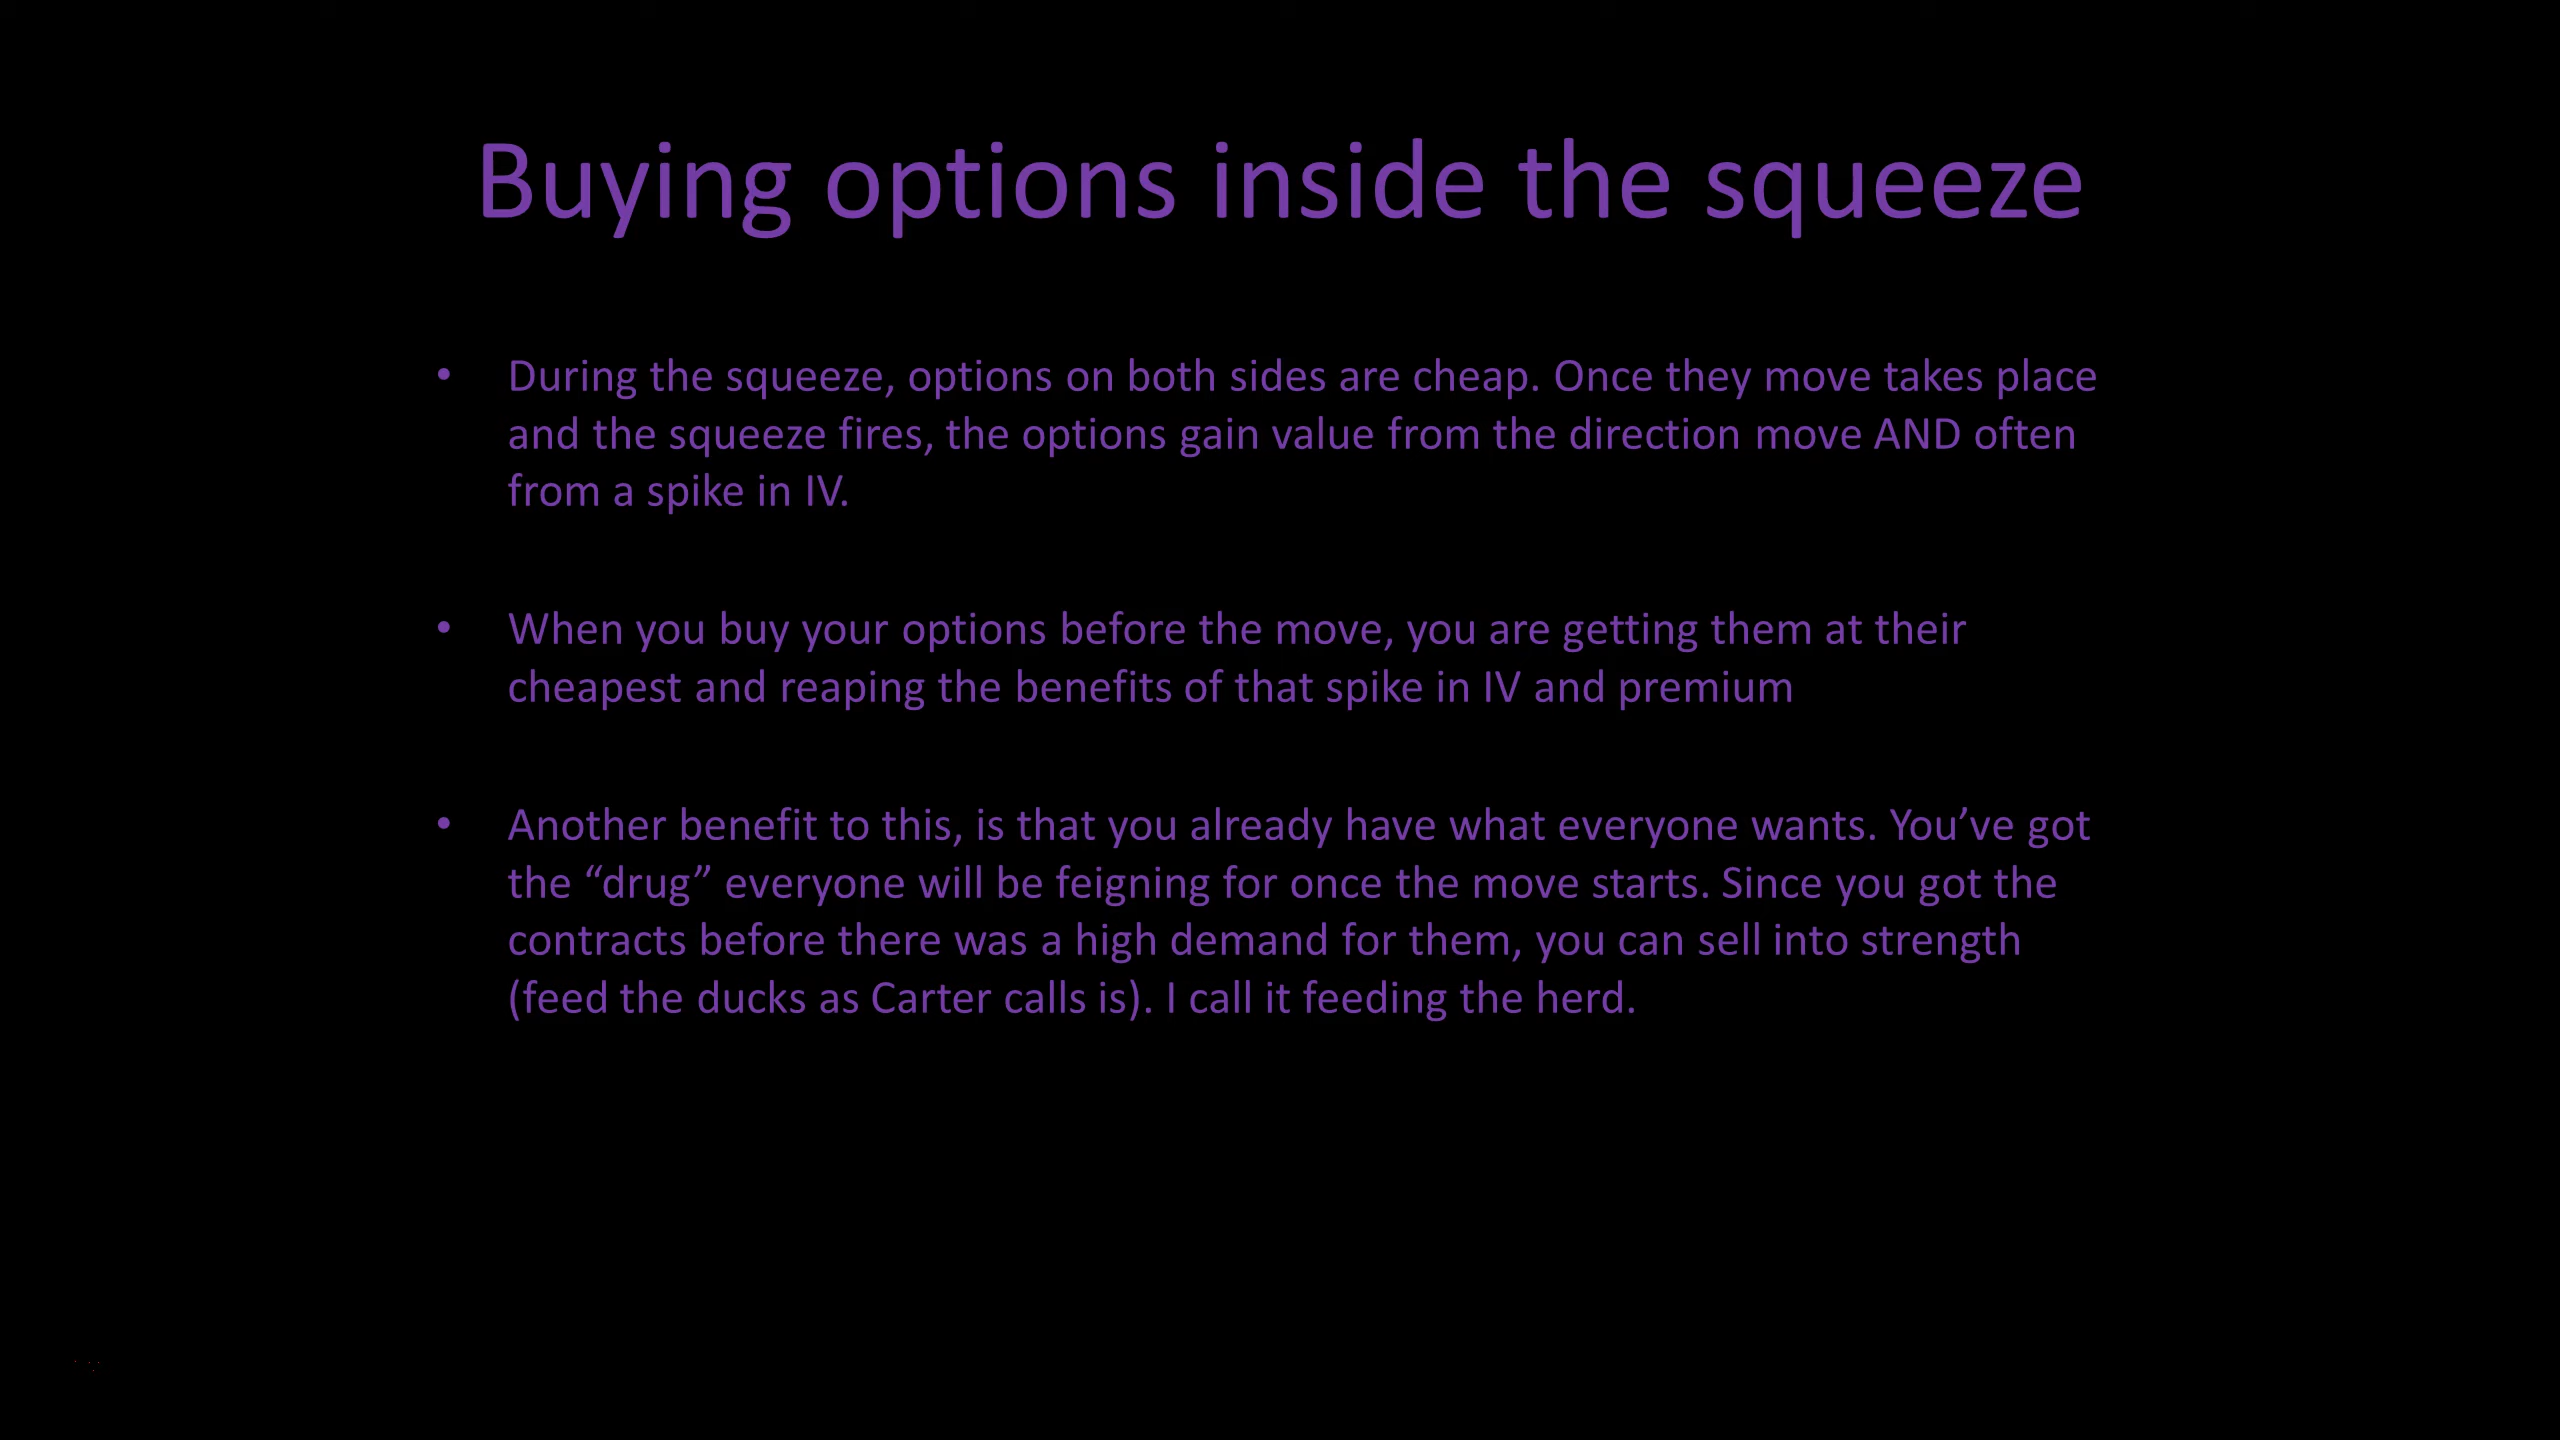 Buying options inside the squeeze
• During the squeeze, options on both sides are cheap. Once they move takes place
and the squeeze fires, the options gain value from the direction move AND often
from a spike in IV.
• When you buy your options before the move, you are getting them at their
cheapest and reaping the benefits of that spike in IV and premium
• Another benefit to this, is that you already have what everyone wants. You’ve got
the “drug” everyone will be feigning for once the move starts. Since you got the
contracts before there was a high demand for them, you can sell into strength
(feed the ducks as Carter calls is). I call it feeding the herd.